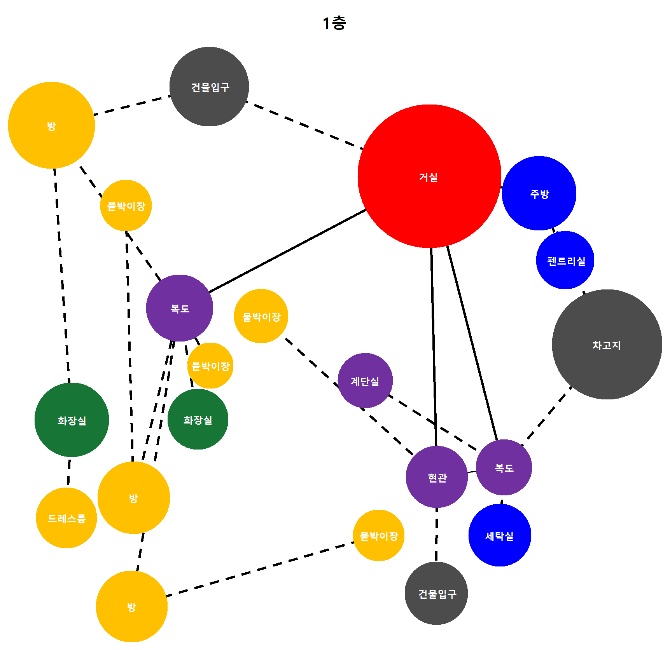 1층
건물입구
방
거실
주방
붙박이장
펜트리실
복도
붙박이장
차고지
붙박이장
계단실
화장실
화장실
복도
현관
방
드레스룸
붙박이장
세탁실
건물입구
방